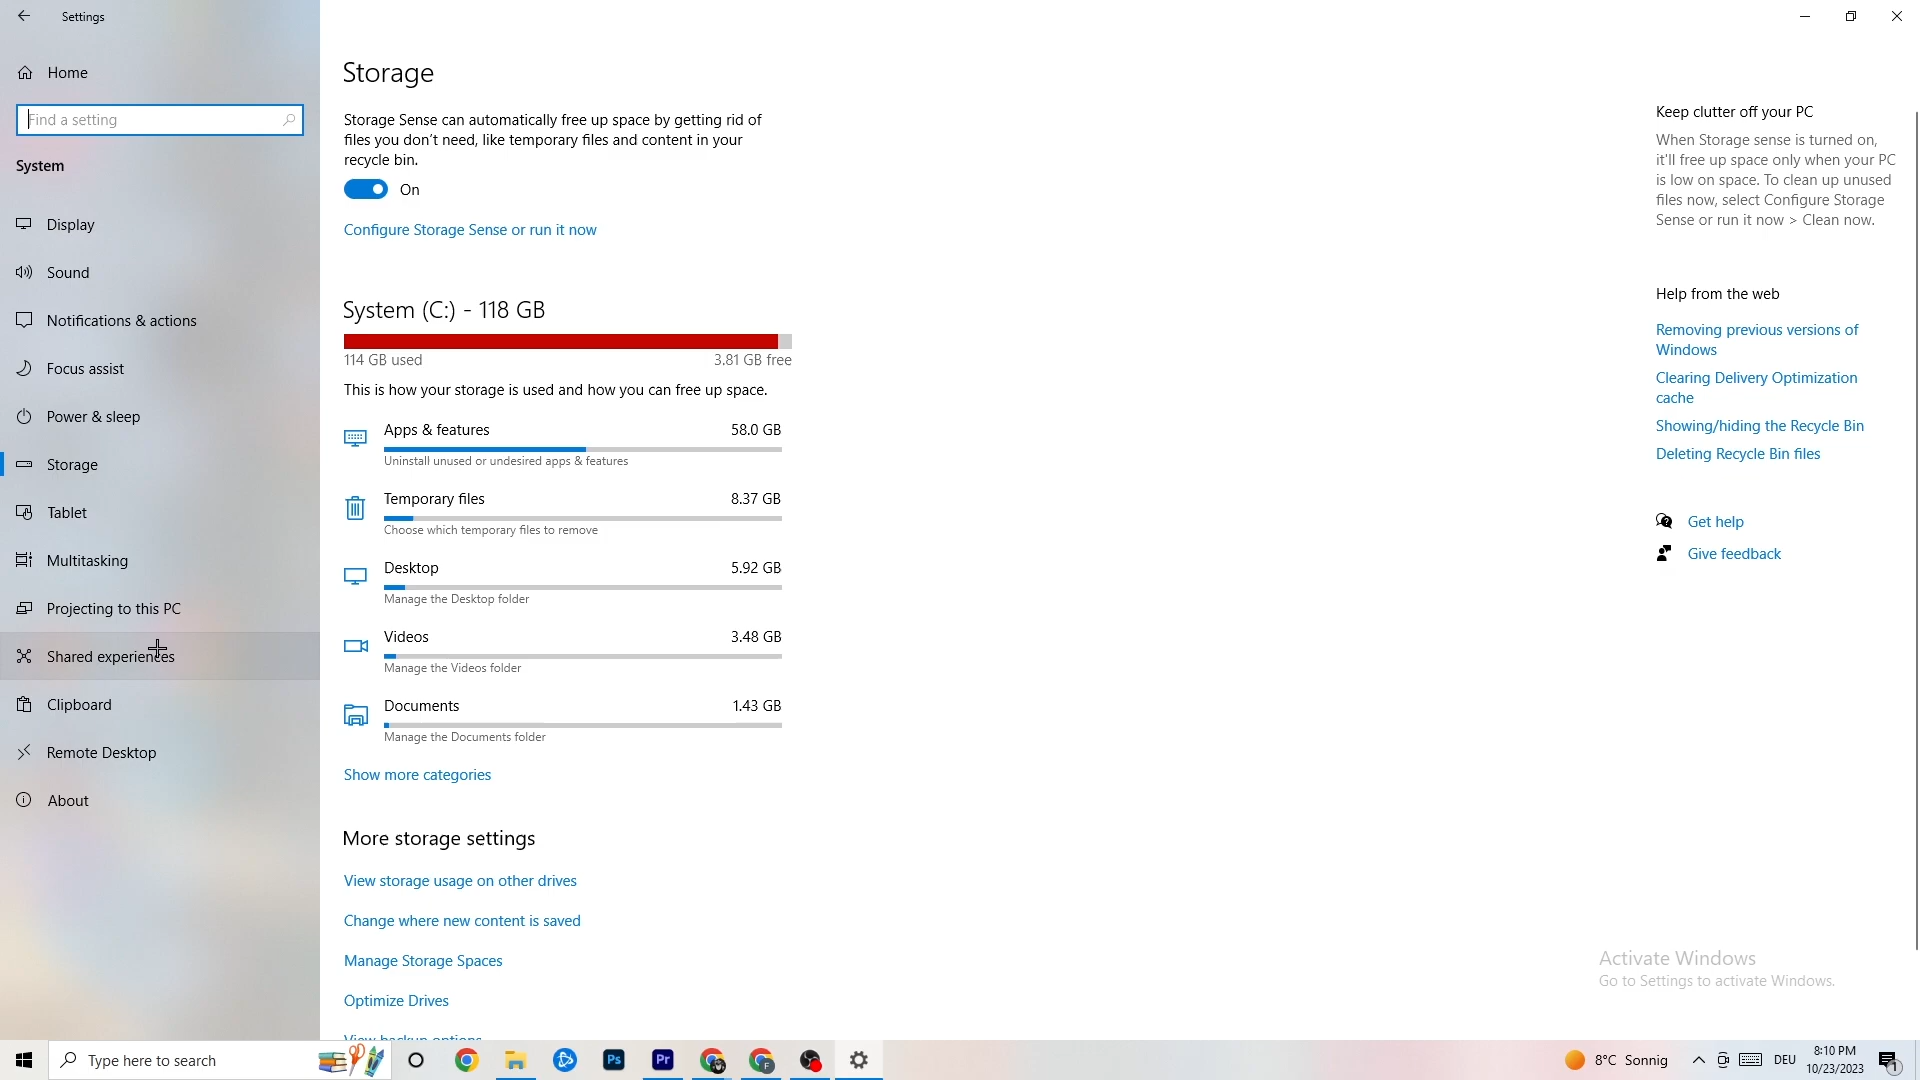 Settings
Home
Find a setting
System
Display
Sound
Notifications & actions
Focus assist
Power & sleep
Storage
Tablet
Multitasking
Projecting to this PC
Shared experiences
Clipboard
Remote Desktop
About
Storage
Storage Sense can automatically free up space by getting rid of
files you don't need, like temporary files and content in your
recycle bin.
On
Configure Storage Sense or run it now
System (C:) - 118 GB
114 GB used
3.81 GB free
This is how your storage is used and how you can free up space.
Apps & features 58.0 GB
Uninstall unused or undesired apps & features
Temporary files 8.37 GB
Choose which temporary files to remove
Desktop 5.92 GB
Manage the Desktop folder
Videos 3.48 GB
Manage the Videos folder
Documents 1.43 GB
Manage the Documents folder
Show more categories
More storage settings
View storage usage on other drives
Change where new content is saved
Manage Storage Spaces
Optimize Drives
View backup options
Keep clutter off your PC
When Storage sense is turned on,
it'll free up space only when your PC
is low on space. To clean up unused
files now, select Configure Storage
Sense or run it now > Clean now.
Help from the web
Removing previous versions of
Windows
Clearing Delivery Optimization
cache
Showing/hiding the Recycle Bin
Deleting Recycle Bin files
Get help
Give feedback
Activate Windows
Go to Settings to activate Windows.
Type here to search
Ps
Pr
F
8°C Sonnig
DEU
8:10 PM
10/23/2023
1